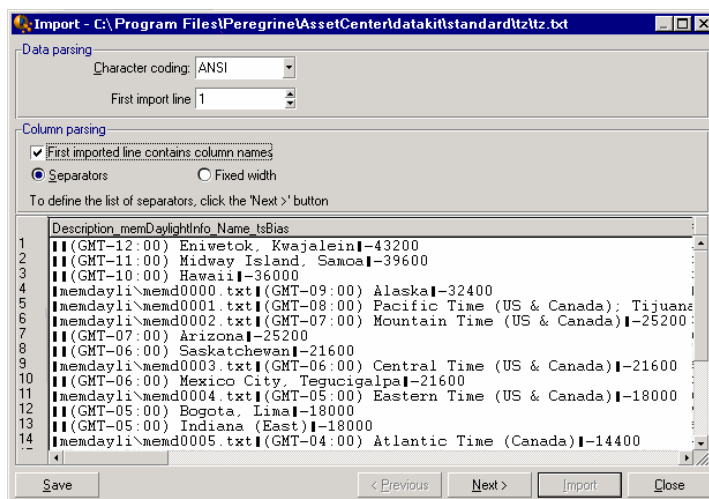 Import - C:\Program Files\Peregrine\AssetCenter\datakit\standard\tz\tz.txt
Data parsing
Character coding: ANSI
First import line 1
Column parsing
First imported line contains column names
Separators Fixed width
To define the list of separators, click the 'Next >' button
Description_memDaylightInfo_Name_tsBias
1 ▮▮(GMT-12:00) Eniwetok, Kwajalein▮-43200
2 ▮▮(GMT-11:00) Midway Island, Samoa▮-39600
3 ▮▮(GMT-10:00) Hawaii▮-36000
4 ▮memdayli\memd0000.txt▮(GMT-09:00) Alaska▮-32400
5 ▮memdayli\memd0001.txt▮(GMT-08:00) Pacific Time (US & Canada); Tijuana
6 ▮memdayli\memd0002.txt▮(GMT-07:00) Mountain Time (US & Canada)▮-25200
7 ▮▮(GMT-07:00) Arizona▮-25200
8 ▮▮(GMT-06:00) Saskatchewan▮-21600
9 ▮memdayli\memd0003.txt▮(GMT-06:00) Central Time (US & Canada)▮-21600
10 ▮▮(GMT-06:00) Mexico City, Tegucigalpa▮-21600
11 ▮memdayli\memd0004.txt▮(GMT-05:00) Eastern Time (US & Canada)▮-18000
12 ▮▮(GMT-05:00) Bogota, Lima▮-18000
13 ▮▮(GMT-05:00) Indiana (East)▮-18000
14 ▮memdayli\memd0005.txt▮(GMT-04:00) Atlantic Time (Canada)▮-14400
Save < Previous Next > Import Close